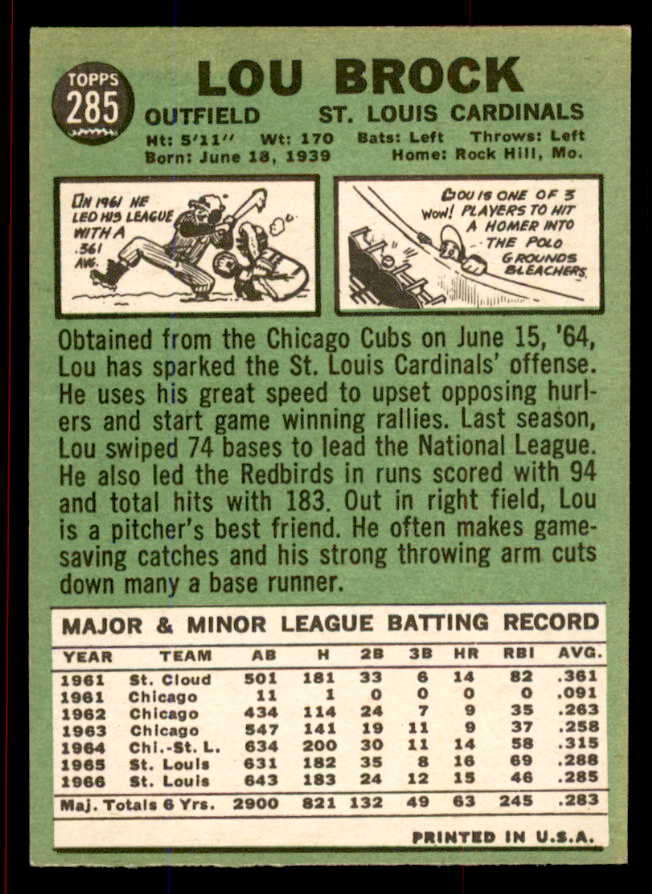 TOPPS
285
LOU BROCK
OUTFIELD ST. LOUIS CARDINALS
Ht: 5'11" Wt: 170 Bats: Left Throws: Left
Born: June 18, 1939 Home: Rock Hill, Mo.
IN 1961 HE
LED HIS LEAGUE
WITH A
.361
AVG.
LOU IS ONE OF 3
WOW! PLAYERS TO HIT
A HOMER INTO
THE POLO
GROUNDS
BLEACHERS.
Obtained from the Chicago Cubs on June 15, '64,
Lou has sparked the St. Louis Cardinals' offense.
He uses his great speed to upset opposing hurl-
ers and start game winning rallies. Last season,
Lou swiped 74 bases to lead the National League.
He also led the Redbirds in runs scored with 94
and total hits with 183. Out in right field, Lou
is a pitcher's best friend. He often makes game-
saving catches and his strong throwing arm cuts
down many a base runner.
MAJOR & MINOR LEAGUE BATTING RECORD
YEAR TEAM AB H 2B 3B HR RBI AVG.
1961 St. Cloud 501 181 33 6 14 82 .361
1961 Chicago 11 1 0 0 0 0 .091
1962 Chicago 434 114 24 7 9 35 .263
1963 Chicago 547 141 19 11 9 37 .258
1964 Chi.-St. L. 634 200 30 11 14 58 .315
1965 St. Louis 631 182 35 8 16 69 .288
1966 St. Louis 643 183 24 12 15 46 .285
Maj. Totals 6 Yrs. 2900 821 132 49 63 245 .283
PRINTED IN U.S.A.